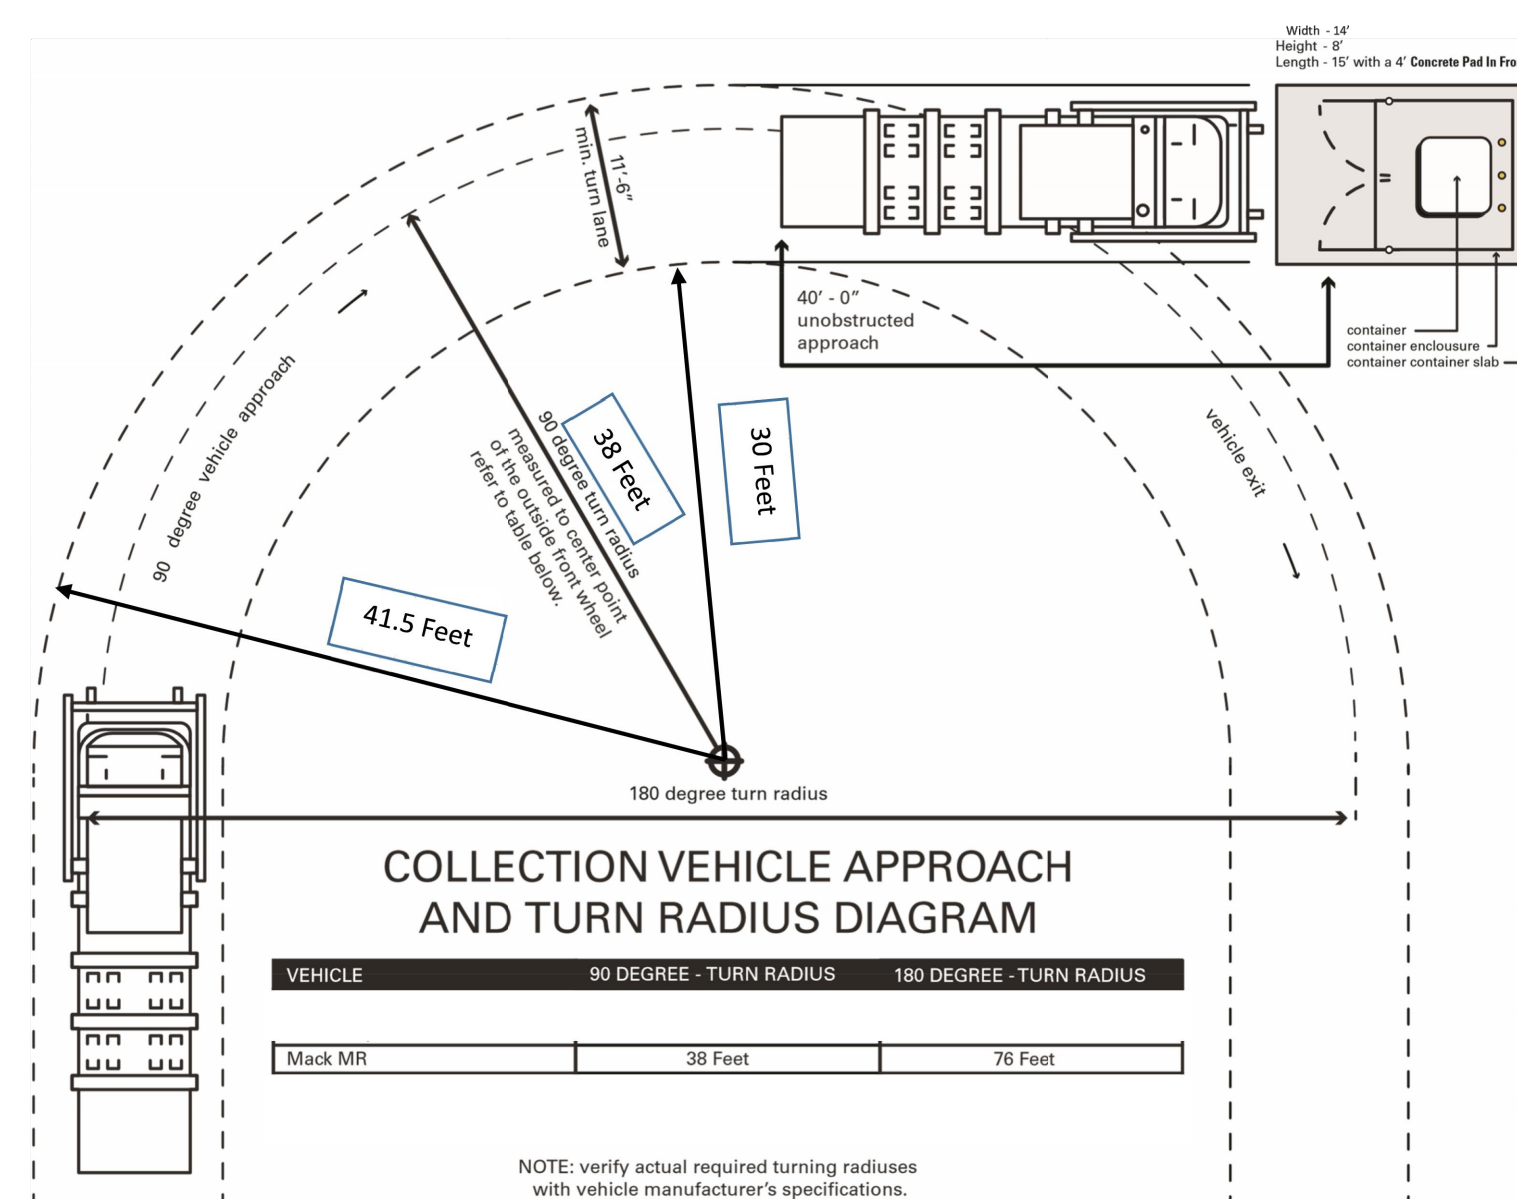 Width - 14’
Height - 8’
Length - 15’ with a 4’ Concrete Pad In Fro
11’-6”
min. turn lane
40’ - 0”
unobstructed
approach
container
container enclousure
container container slab
90 degree vehicle approach
vehicle exit
38 Feet
30 Feet
90 degree turn radius
measured to center point
of the outside front wheel
refer to table below.
41.5 Feet
180 degree turn radius
COLLECTION VEHICLE APPROACH
AND TURN RADIUS DIAGRAM
VEHICLE 90 DEGREE - TURN RADIUS 180 DEGREE - TURN RADIUS
Mack MR 38 Feet 76 Feet
NOTE: verify actual required turning radiuses
with vehicle manufacturer’s specifications.